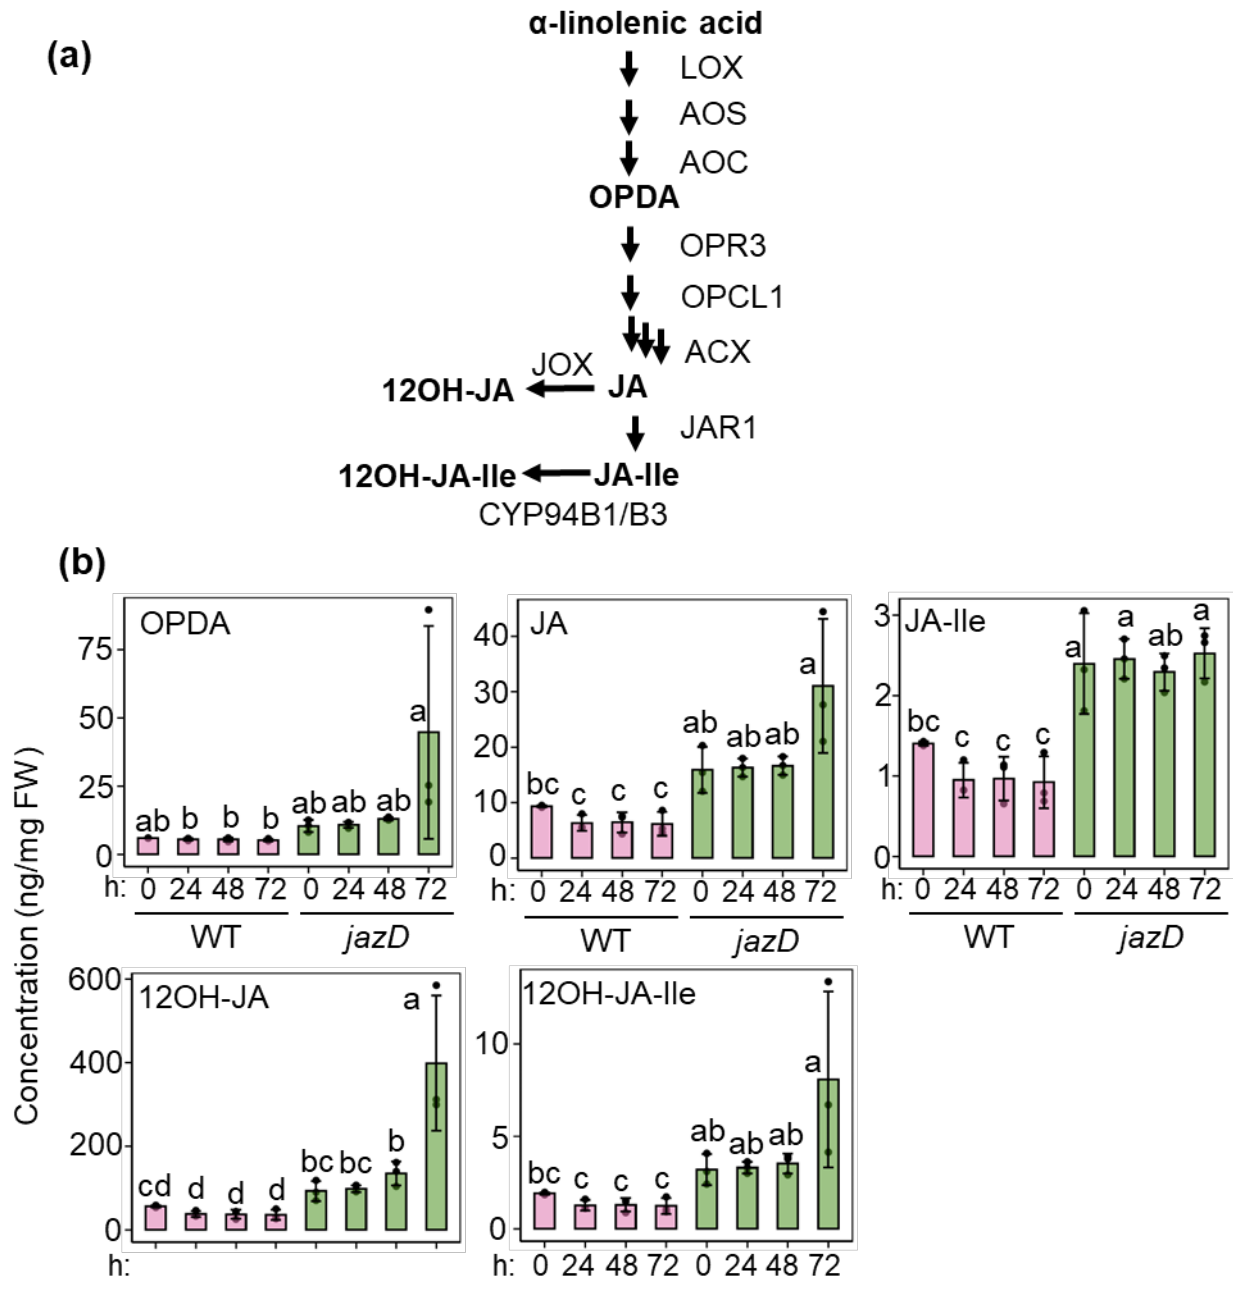 (a)
α-linolenic acid
LOX
AOS
AOC
OPDA
OPR3
OPCL1
ACX
JOX
12OH-JA
JA
JAR1
12OH-JA-Ile
JA-Ile
CYP94B1/B3
(b)
Concentration (ng/mg FW)
OPDA
75
50
25
0
ab b b b ab ab ab a
h: 0 24 48 72 0 24 48 72
WT jazD
JA
40
30
20
10
0
bc c c c ab ab ab a
h: 0 24 48 72 0 24 48 72
WT jazD
JA-Ile
3
2
1
0
bc c c c a a ab a
h: 0 24 48 72 0 24 48 72
WT jazD
12OH-JA
600
400
200
0
cd d d d bc bc b a
h:
12OH-JA-Ile
10
5
0
bc c c c ab ab ab a
h: 0 24 48 72 0 24 48 72